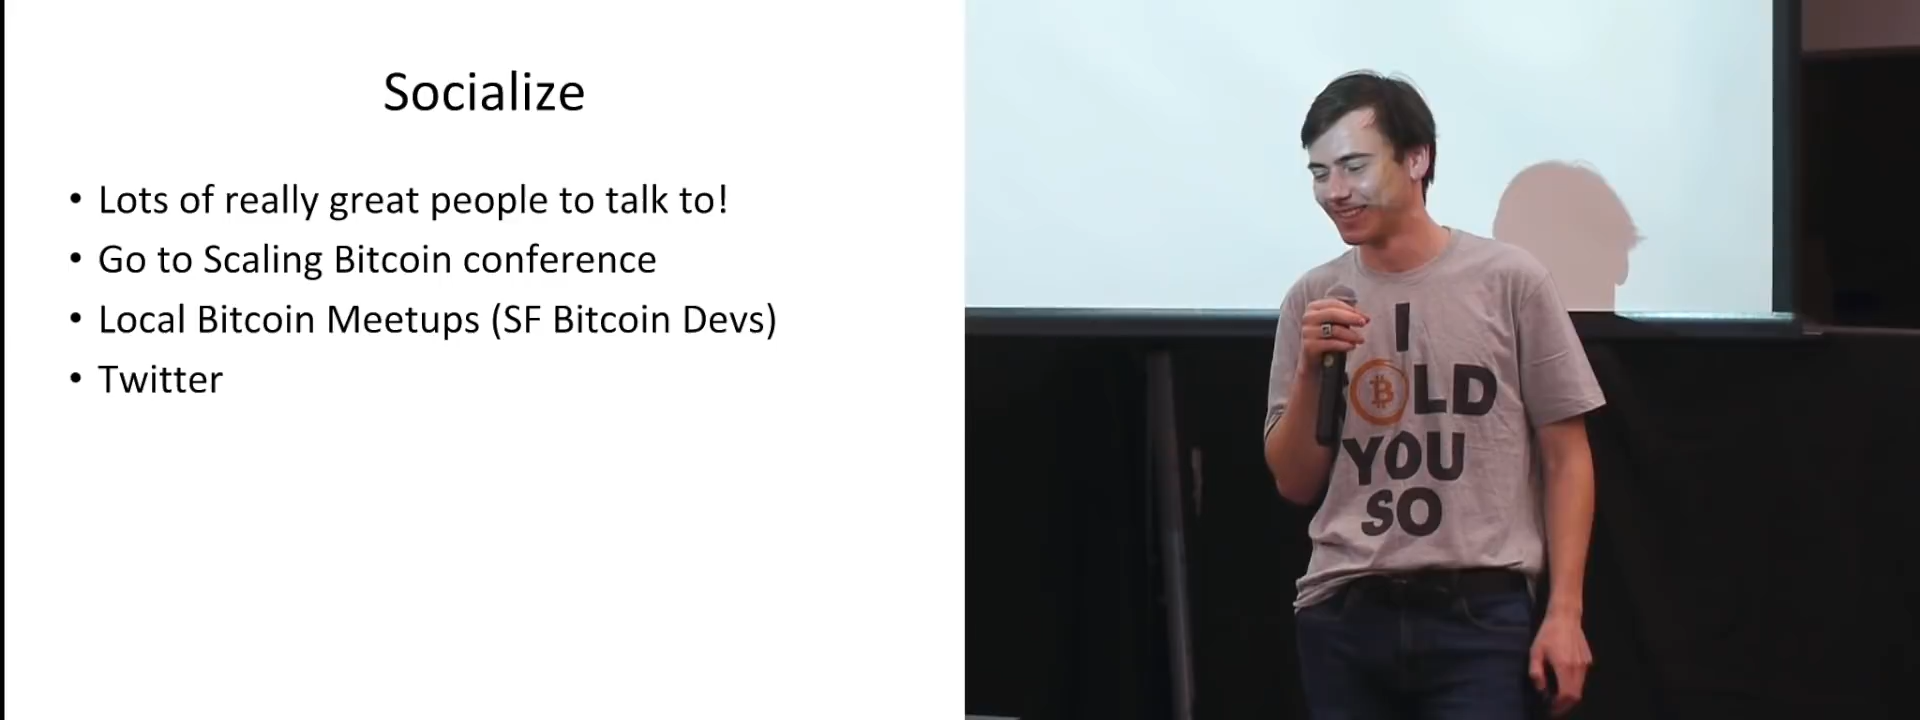 Socialize
• Lots of really great people to talk to!
• Go to Scaling Bitcoin conference
• Local Bitcoin Meetups (SF Bitcoin Devs)
• Twitter
I
LD
YOU
SO